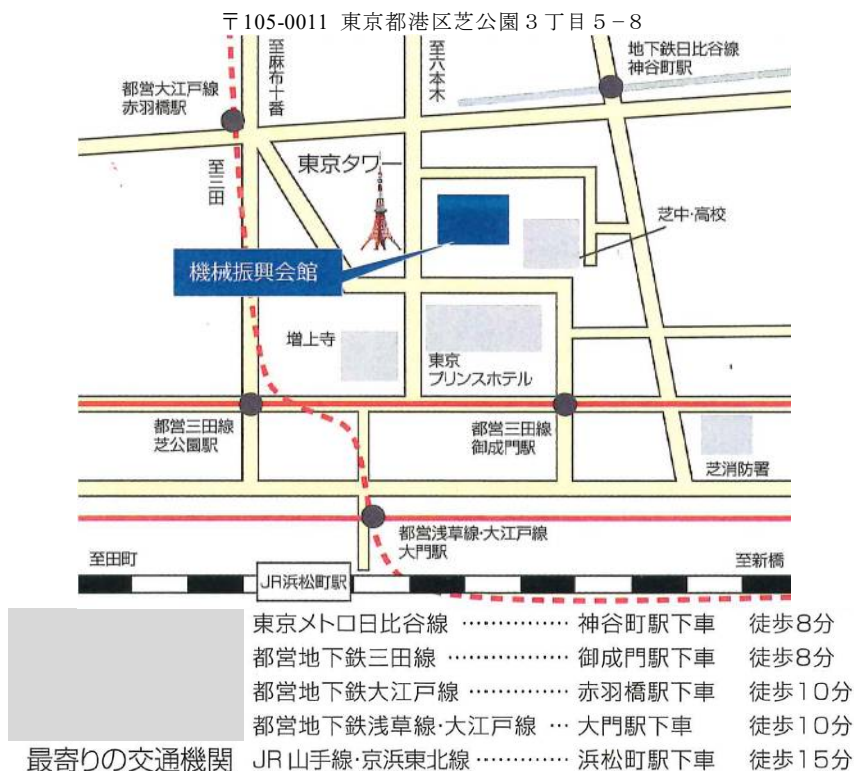 〒105-0011 東京都港区芝公園３丁目５−８
至麻布十番
至六本木
地下鉄日比谷線
神谷町駅
都営大江戸線
赤羽橋駅
東京タワー
至三田
芝中・高校
機械振興会館
増上寺
東京
プリンスホテル
都営三田線
芝公園駅
都営三田線
御成門駅
芝消防署
都営浅草線・大江戸線
大門駅
至田町
至新橋
JR浜松町駅
東京メトロ日比谷線 …………… 神谷町駅下車 徒歩8分
都営地下鉄三田線 ……………… 御成門駅下車 徒歩8分
都営地下鉄大江戸線 …………… 赤羽橋駅下車 徒歩10分
都営地下鉄浅草線・大江戸線 … 大門駅下車 徒歩10分
最寄りの交通機関 JR 山手線・京浜東北線 ………… 浜松町駅下車 徒歩15分